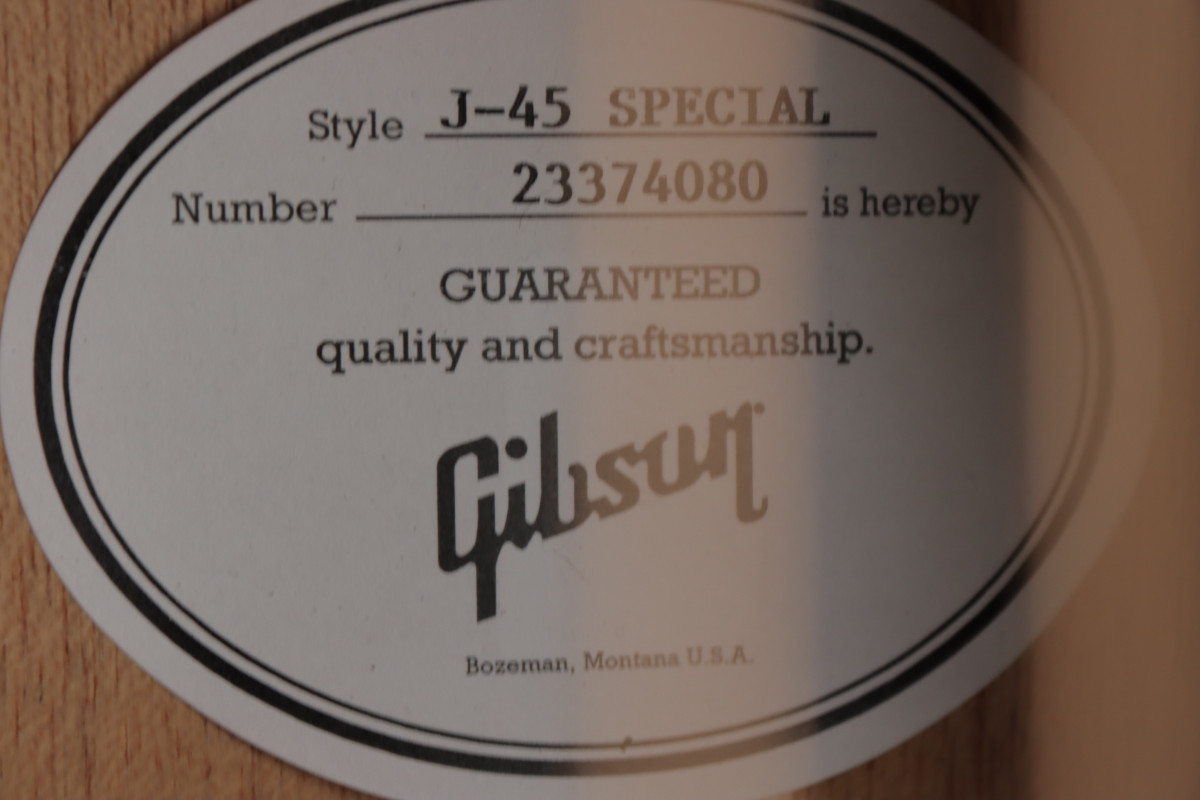 Style J-45 SPECIAL
Number 23374080 is hereby
GUARANTEED
quality and craftsmanship.
Gibson
Bozeman, Montana U.S.A.